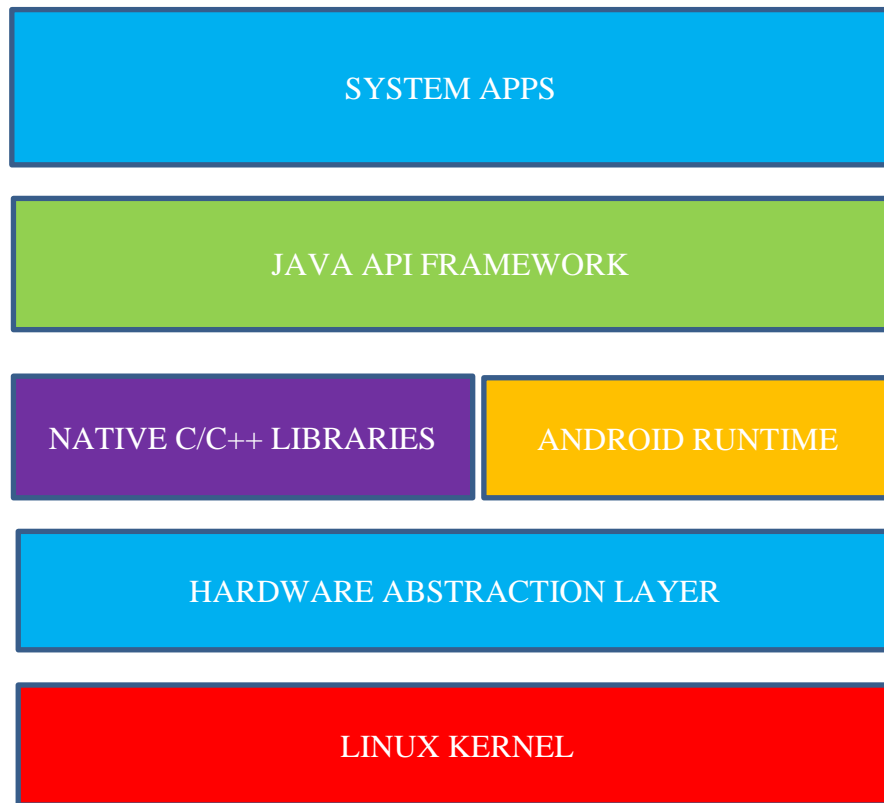 SYSTEM APPS
JAVA API FRAMEWORK
NATIVE C/C++ LIBRARIES
ANDROID RUNTIME
HARDWARE ABSTRACTION LAYER
LINUX KERNEL